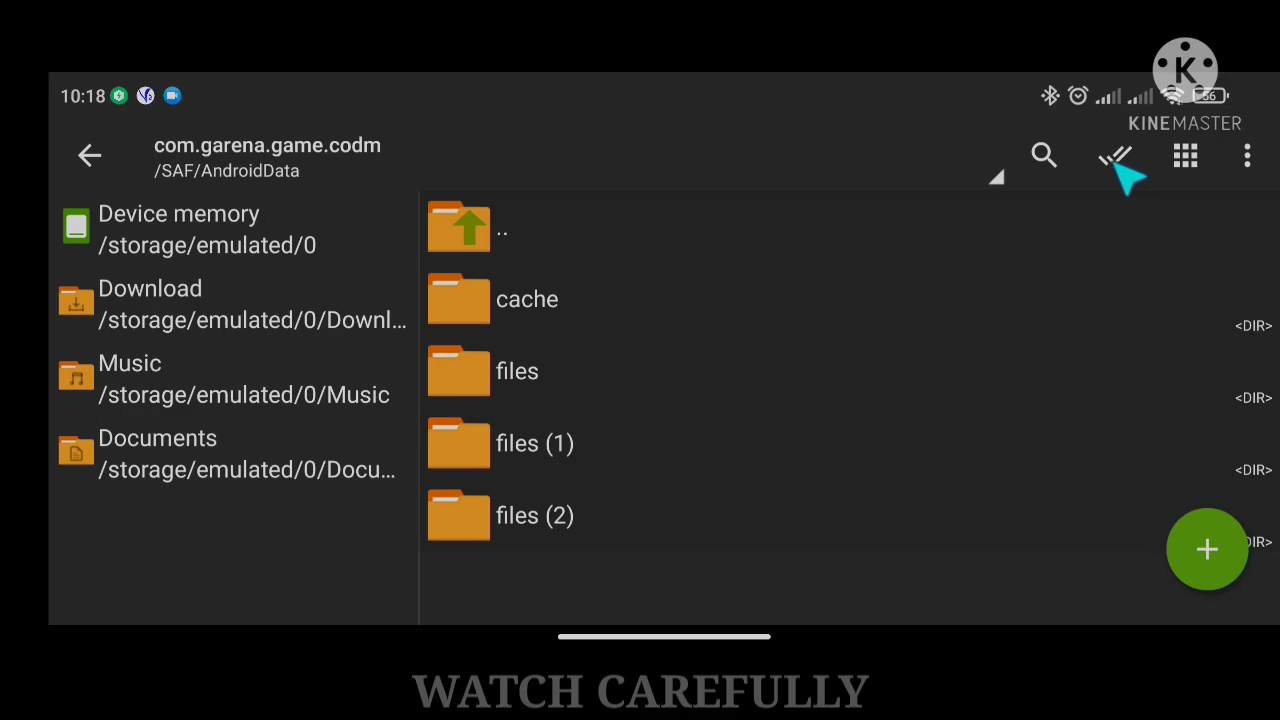 10:18
56
K
KINEMASTER
com.garena.game.codm
/SAF/AndroidData
Device memory
/storage/emulated/0
Download
/storage/emulated/0/Downl...
Music
/storage/emulated/0/Music
Documents
/storage/emulated/0/Docu...
..
cache
<DIR>
files
<DIR>
files (1)
<DIR>
files (2)
DIR>
WATCH CAREFULLY